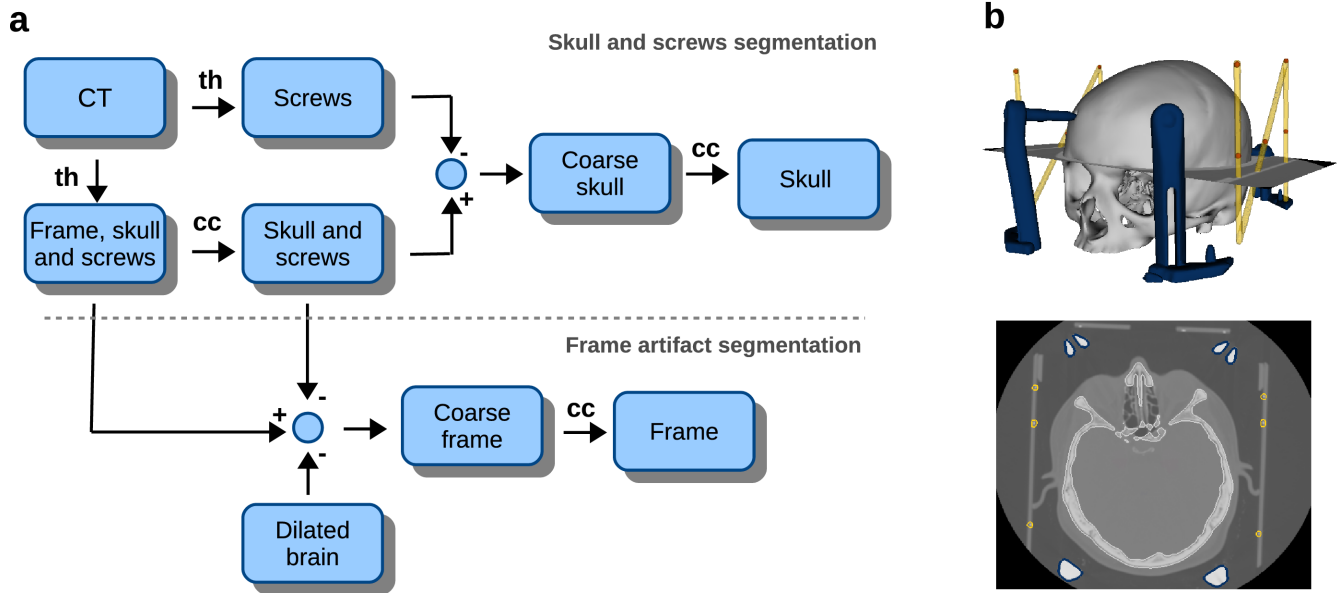 a
b
Skull and screws segmentation
CT
th
Screws
-
+
Coarse
skull
cc
Skull
th
Frame, skull
and screws
cc
Skull and
screws
Frame artifact segmentation
+
-
-
Coarse
frame
cc
Frame
Dilated
brain